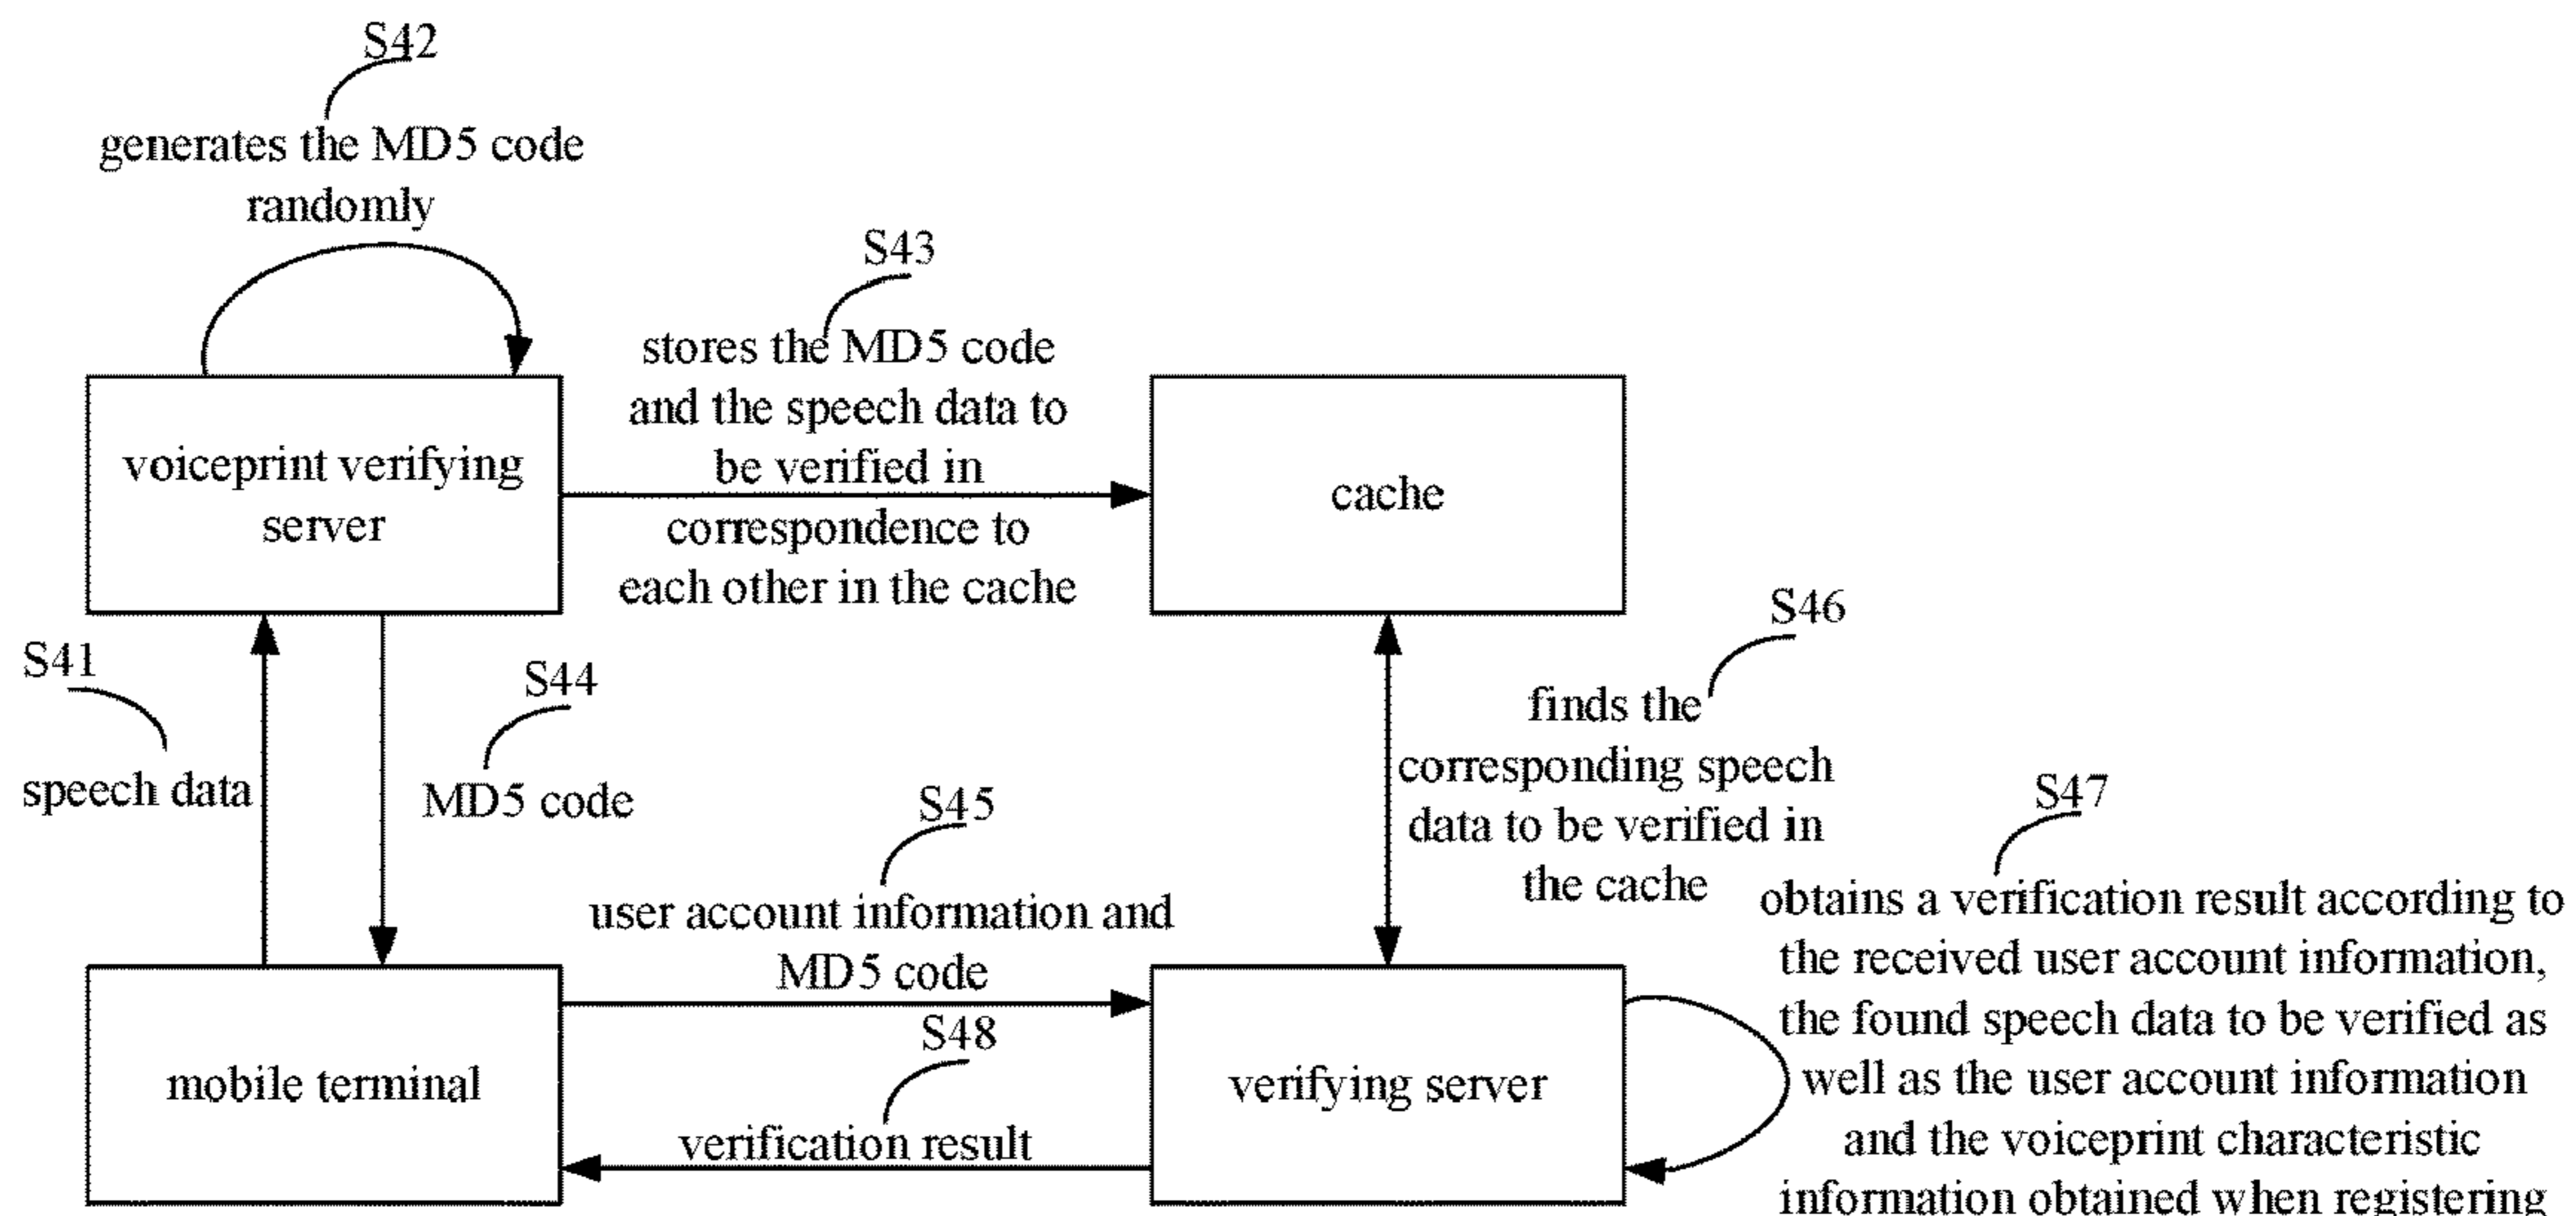 S42
generates the MD5 code
randomly
S43
stores the MD5 code
and the speech data to
be verified in
correspondence to
each other in the cache
voiceprint verifying
server
cache
S41
speech data
S44
MD5 code
S46
finds the
corresponding speech
data to be verified in
the cache
S45
user account information and
MD5 code
S47
obtains a verification result according to
the received user account information,
the found speech data to be verified as
well as the user account information
and the voiceprint characteristic
information obtained when registering
mobile terminal
S48
verification result
verifying server